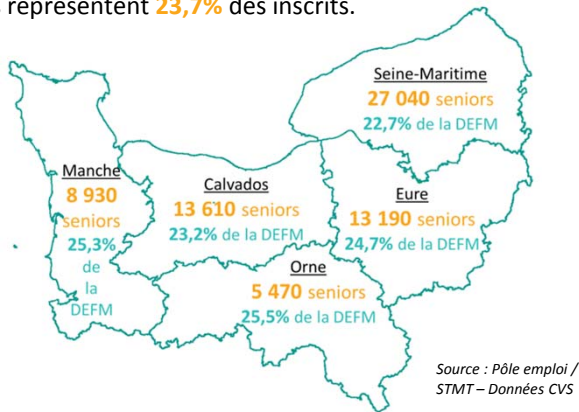 représentent 23,7% des inscrits.
Seine-Maritime
27 040 seniors
22,7% de la DEFM
Manche
8 930
seniors
25,3%
de
la
DEFM
Calvados
13 610 seniors
23,2% de la DEFM
Eure
13 190 seniors
24,7% de la DEFM
Orne
5 470 seniors
25,5% de la DEFM
Source : Pôle emploi /
STMT – Données CVS